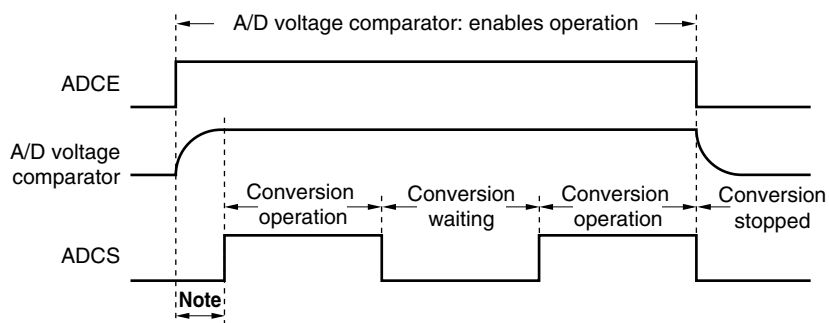 A/D voltage comparator: enables operation
ADCE
A/D voltage
comparator
Conversion
operation
Conversion
waiting
Conversion
operation
Conversion
stopped
ADCS
Note